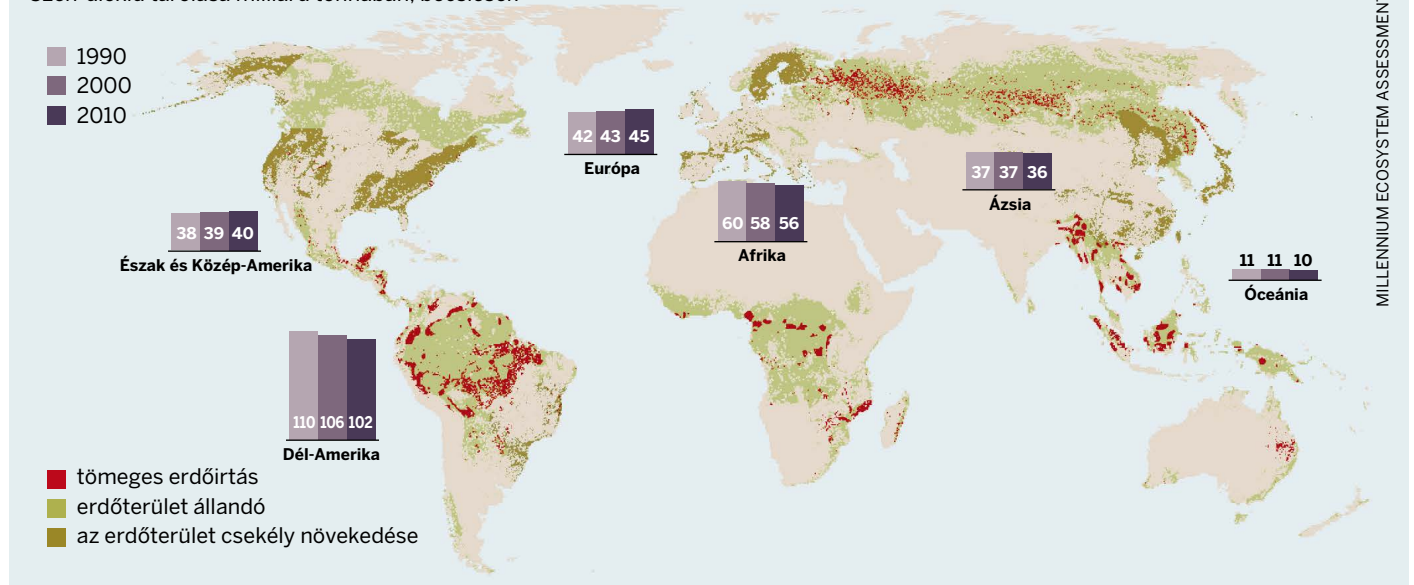 1990
2000
2010
42 43 45
Európa
37 37 36
Ázsia
60 58 56
Afrika
38 39 40
Észak és Közép-Amerika
11 11 10
Óceánia
110 106 102
Dél-Amerika
tömeges erdőirtás
erdőterület állandó
az erdőterület csekély növekedése
MILLENNIUM ECOSYSTEM ASSESSMENT